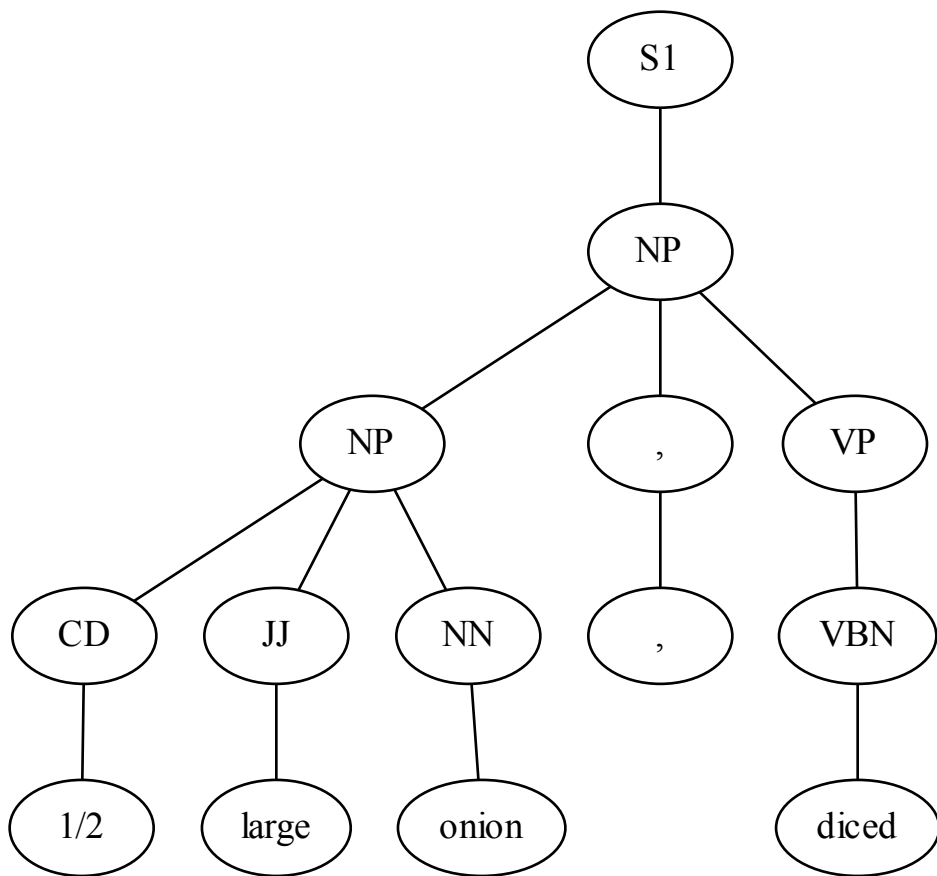 S1
NP
NP , VP
CD JJ NN , VBN
1/2 large onion diced